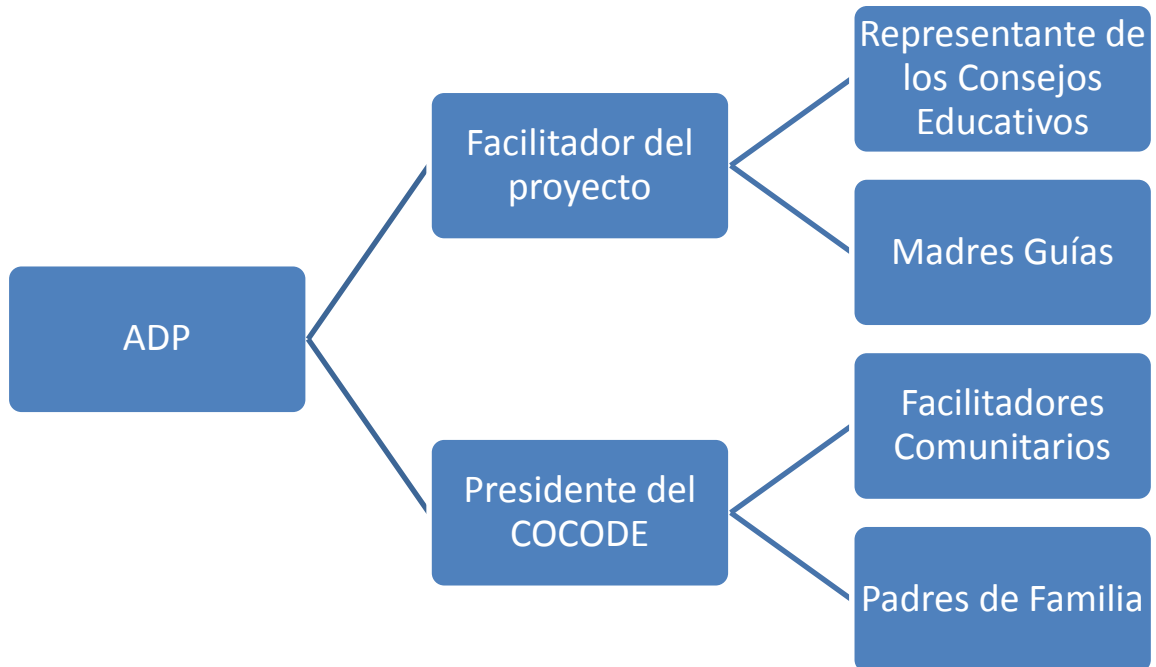 ADP
Facilitador del
proyecto
Presidente del
COCODE
Representante de
los Consejos
Educativos
Madres Guías
Facilitadores
Comunitarios
Padres de Familia